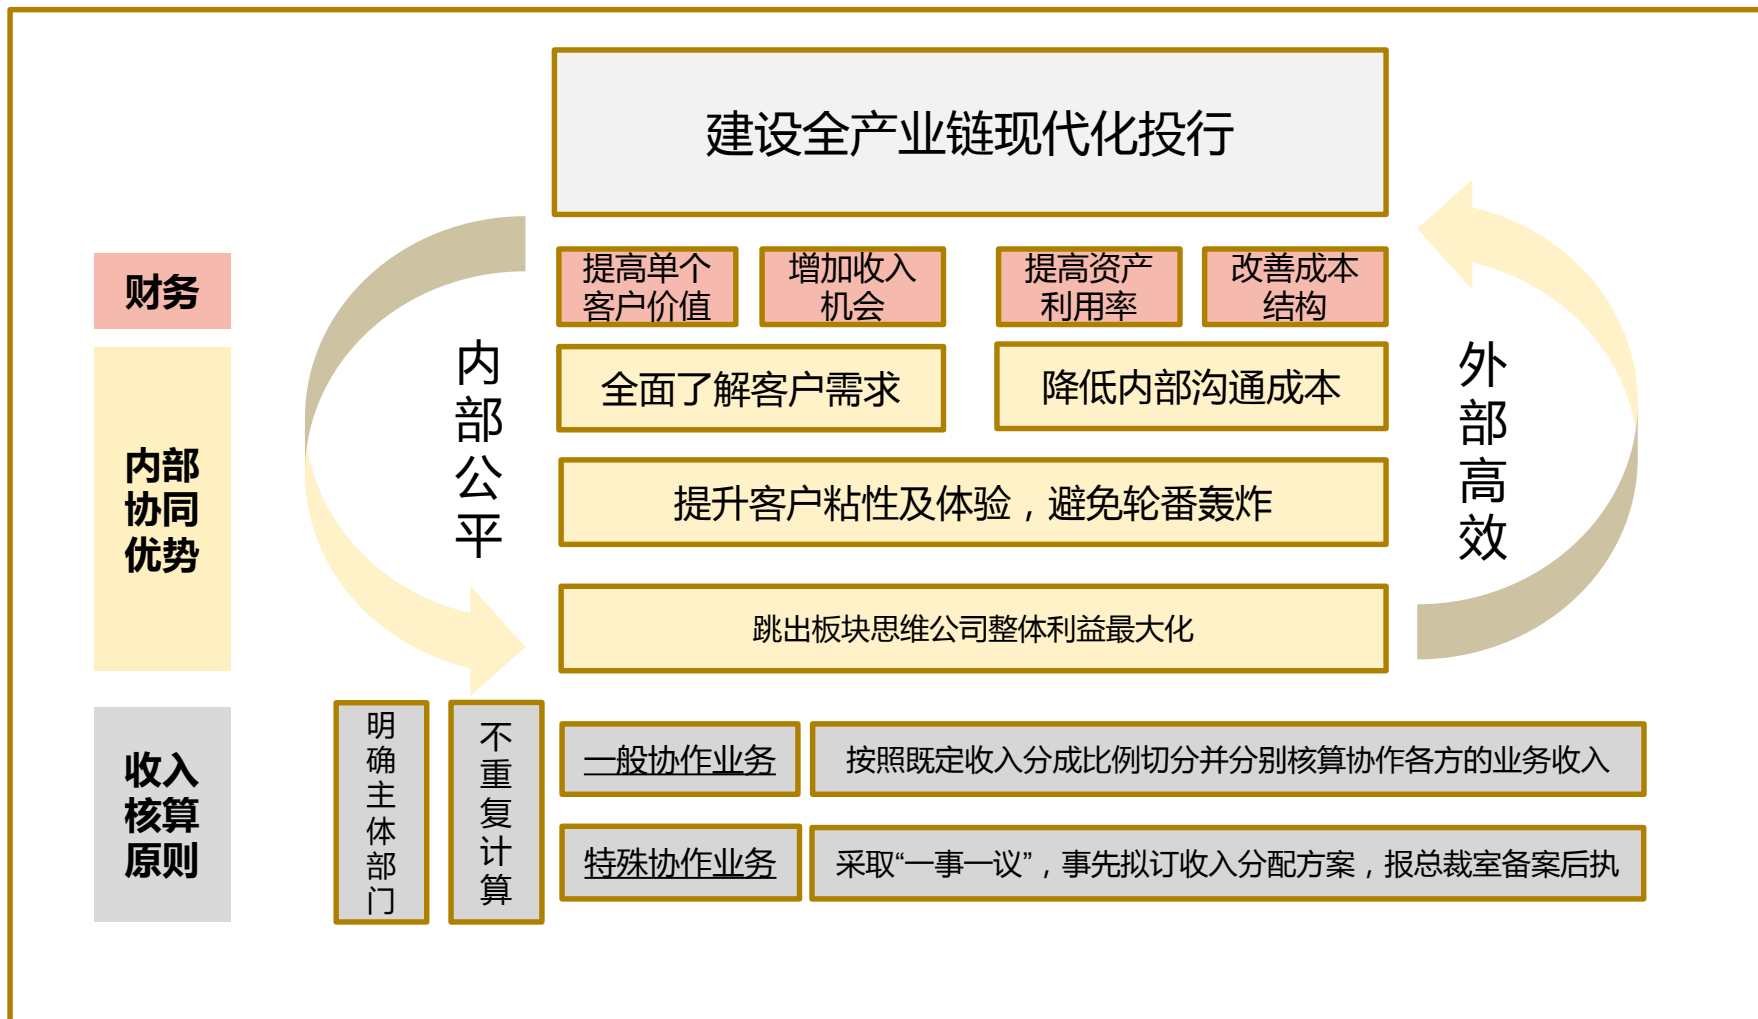 建设全产业链现代化投行
财务
提高单个
客户价值
增加收入
机会
提高资产
利用率
改善成本
结构
内部
协同
优势
内部公平
全面了解客户需求
降低内部沟通成本
提升客户粘性及体验，避免轮番轰炸
跳出板块思维公司整体利益最大化
外部高效
收入
核算
原则
明确主体部门
不重复计算
一般协作业务
按照既定收入分成比例切分并分别核算协作各方的业务收入
特殊协作业务
采取“一事一议”，事先拟订收入分配方案，报总裁室备案后执